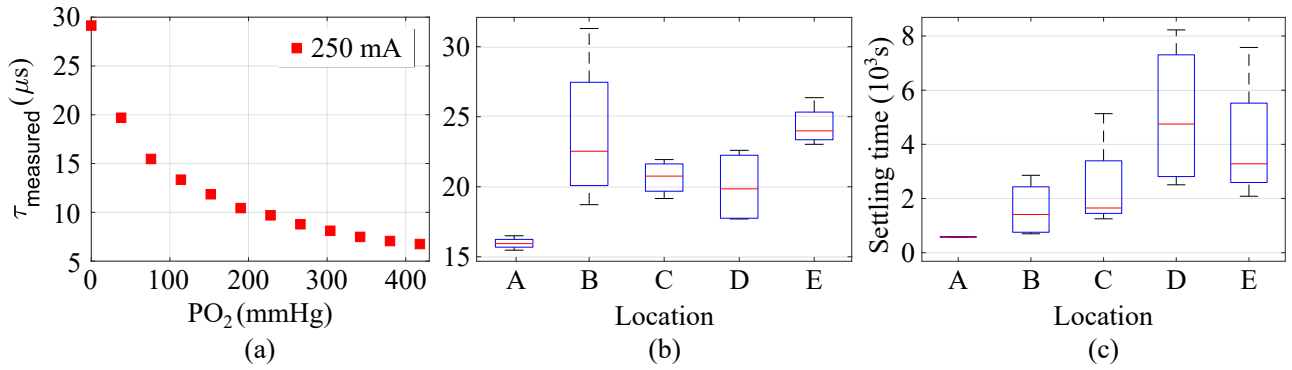 30
25
20
15
10
5
τmeasured (μs)
250 mA
0
100
200
300
400
PO2 (mmHg)
(a)
30
25
20
15
A
B
C
D
E
Location
(b)
8
6
4
2
0
Settling time (10³s)
A
B
C
D
E
Location
(c)